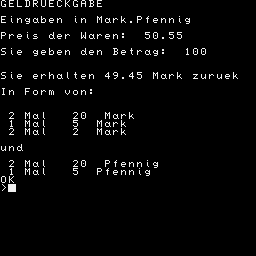 GELDRUECKGABE
Eingaben in Mark.Pfennig
Preis der Waren:  50.55
Sie geben den Betrag:  100
Sie erhalten 49.45 Mark zuruek
In Form von:
2 Mal   20  Mark
1 Mal   5  Mark
2 Mal   2  Mark
und
2 Mal   20  Pfennig
1 Mal   5  Pfennig
OK
>